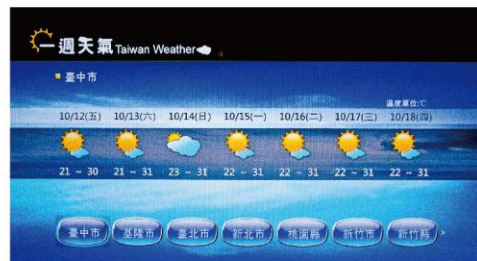 一週天氣 Taiwan Weather
臺中市
溫度單位:℃
10/12(五) 10/13(六) 10/14(日) 10/15(一) 10/16(二) 10/17(三) 10/18(四)
21 ~ 30 21 ~ 31 23 ~ 31 22 ~ 31 22 ~ 31 22 ~ 31 22 ~ 31
臺中市 基隆市 臺北市 新北市 桃園縣 新竹市 新竹縣 >